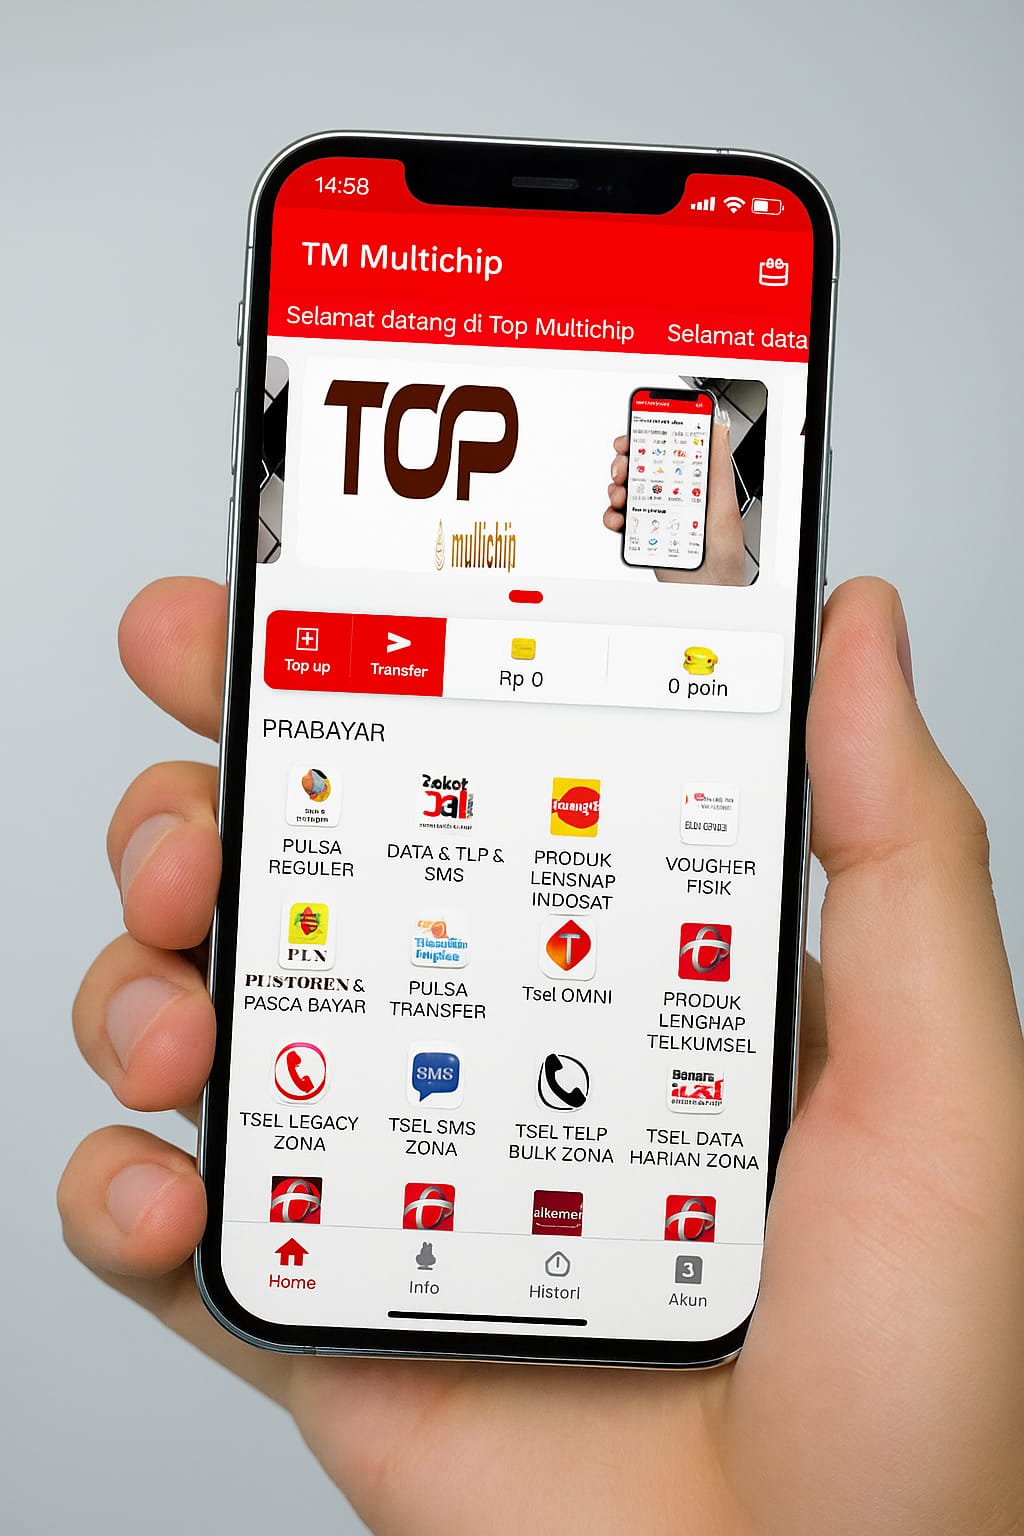 14:58
TM Multichip
Selamat datang di Top Multichip Selamat data
TOP
multichip
Top up
Transfer
Rp 0
0 poin
PRABAYAR
PULSA
REGULER
DATA & TLP &
SMS
PRODUK
LENSNAP
INDOSAT
VOUGHER
FISIK
PLN
PUSTOREN &
PASCA BAYAR
PULSA
TRANSFER
T
Tsel OMNI
PRODUK
LENGHAP
TELKUMSEL
TSEL LEGACY
ZONA
SMS
TSEL SMS
ZONA
TSEL TELP
BULK ZONA
TSEL DATA
HARIAN ZONA
alkemer
Home
Info
Historl
3
Akun